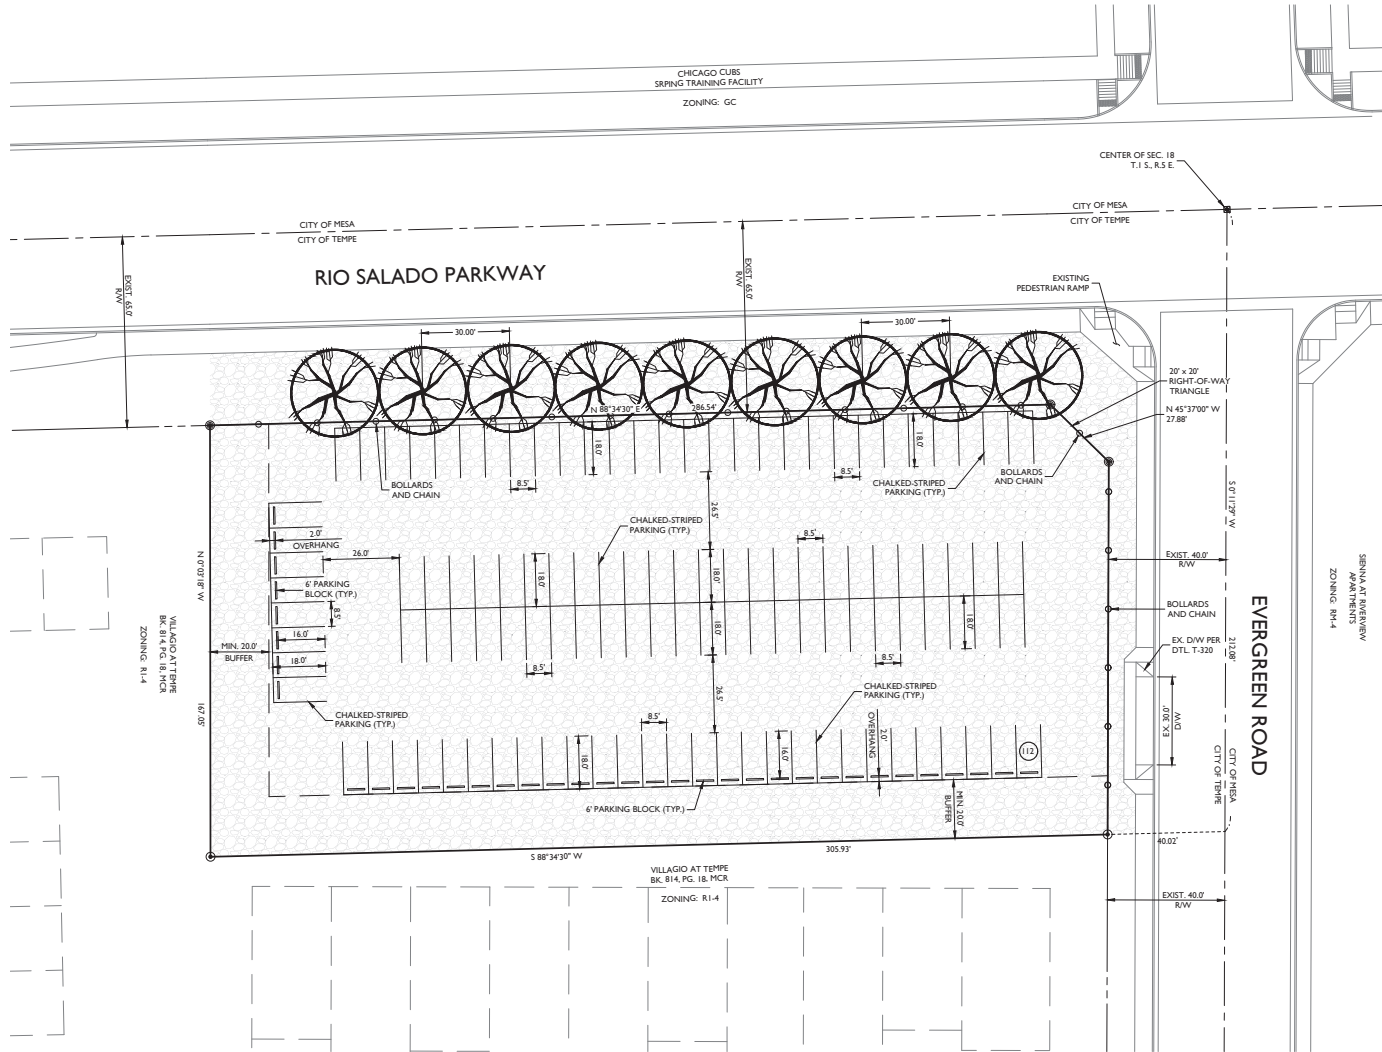 CHICAGO CUBS
SRPING TRAINING FACILITY
ZONING: GC
CENTER OF SEC. 18
T.1 S., R.5 E.
CITY OF MESA
CITY OF TEMPE
CITY OF MESA
CITY OF TEMPE
RIO SALADO PARKWAY
EXIST. 65.0'
R/W
EXIST. 65.0'
R/W
EXISTING
PEDESTRIAN RAMP
30.00'
30.00'
20' x 20'
RIGHT-OF-WAY
TRIANGLE
N 45°37'00" W
27.88'
N 88°34'30" E
286.54'
18.0'
18.0'
BOLLARDS
AND CHAIN
8.5'
8.5'
CHALKED-STRIPED
PARKING (TYP.)
BOLLARDS
AND CHAIN
S 0°11'29" W
26.5'
CHALKED-STRIPED
PARKING (TYP.)
8.5'
2.0'
OVERHANG
26.0'
EXIST. 40.0'
R/W
N 0°03'18" W
18.0'
18.0'
6' PARKING
BLOCK (TYP.)
8.5'
18.0'
18.0'
BOLLARDS
AND CHAIN
SIENNA AT RIVERVIEW
APARTMENTS
ZONING: RM-4
EVERGREEN ROAD
16.0'
MIN. 20.0'
BUFFER
18.0'
8.5'
8.5'
EX. D/W PER
DTL. T-320
212.08'
VILLAGIO AT TEMPE
BK. 814, PG. 18, MCR
ZONING: R1-4
167.05'
CHALKED-STRIPED
PARKING (TYP.)
26.5'
CHALKED-STRIPED
PARKING (TYP.)
8.5'
2.0'
OVERHANG
EX. 30.0'
D/W
18.0'
16.0'
112
CITY OF MESA
CITY OF TEMPE
6' PARKING BLOCK (TYP.)
MIN. 20.0'
BUFFER
S 88°34'30" W
305.93'
40.02'
VILLAGIO AT TEMPE
BK. 814, PG. 18, MCR
ZONING: R1-4
EXIST. 40.0'
R/W